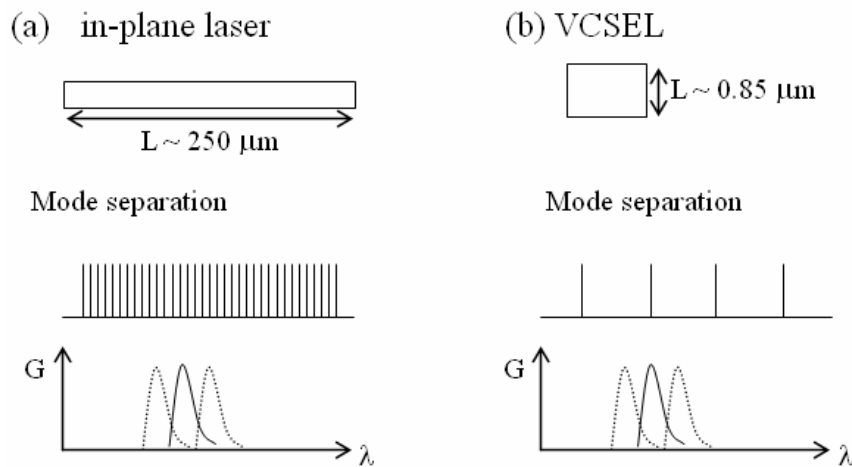 (a) in-plane laser
L ~ 250 μm
Mode separation
G
λ
(b) VCSEL
L ~ 0.85 μm
Mode separation
G
λ